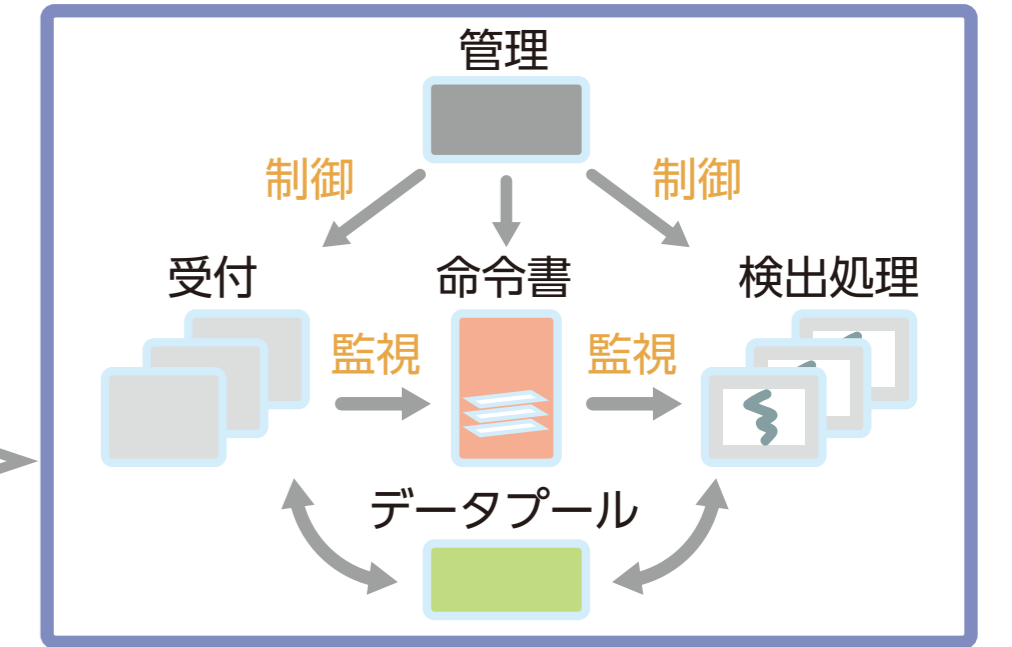 管理
制御
制御
受付
命令書
検出処理
監視
監視
データプール